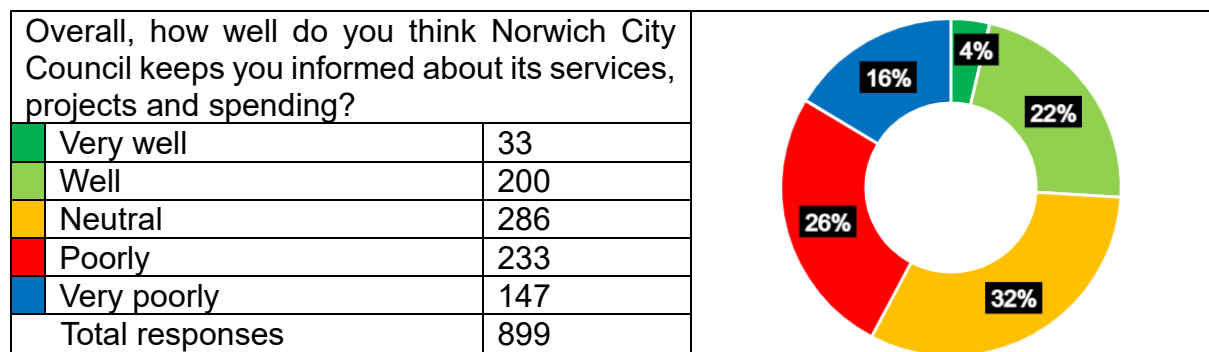 Overall, how well do you think Norwich City
Council keeps you informed about its services,
projects and spending?
Very well 33
Well 200
Neutral 286
Poorly 233
Very poorly 147
Total responses 899
4%
22%
32%
26%
16%